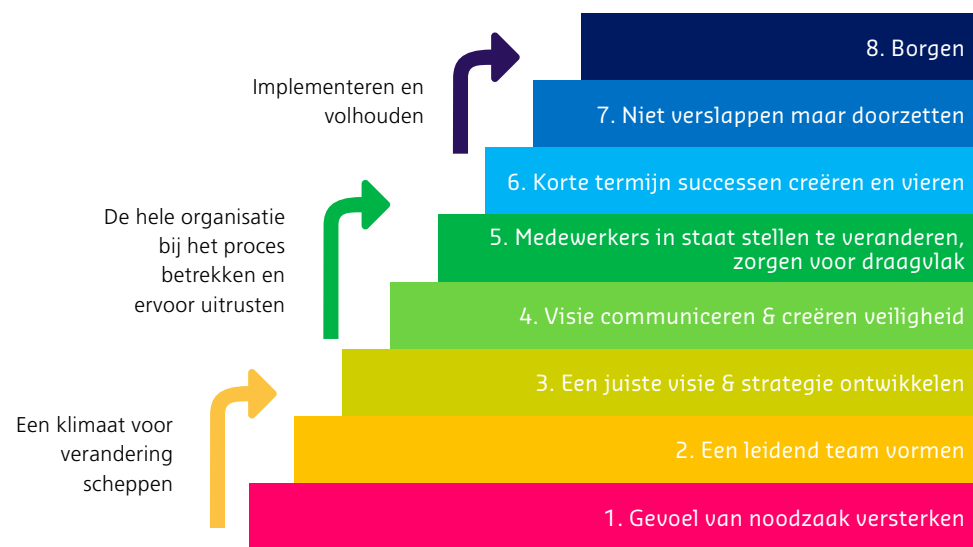 8. Borgen
Implementeren en
volhouden
7. Niet verslappen maar doorzetten
6. Korte termijn successen creëren en vieren
De hele organisatie
bij het proces
betrekken en
ervoor uitrusten
5. Medewerkers in staat stellen te veranderen,
zorgen voor draagvlak
4. Visie communiceren & creëren veiligheid
3. Een juiste visie & strategie ontwikkelen
Een klimaat voor
verandering
scheppen
2. Een leidend team vormen
1. Gevoel van noodzaak versterken